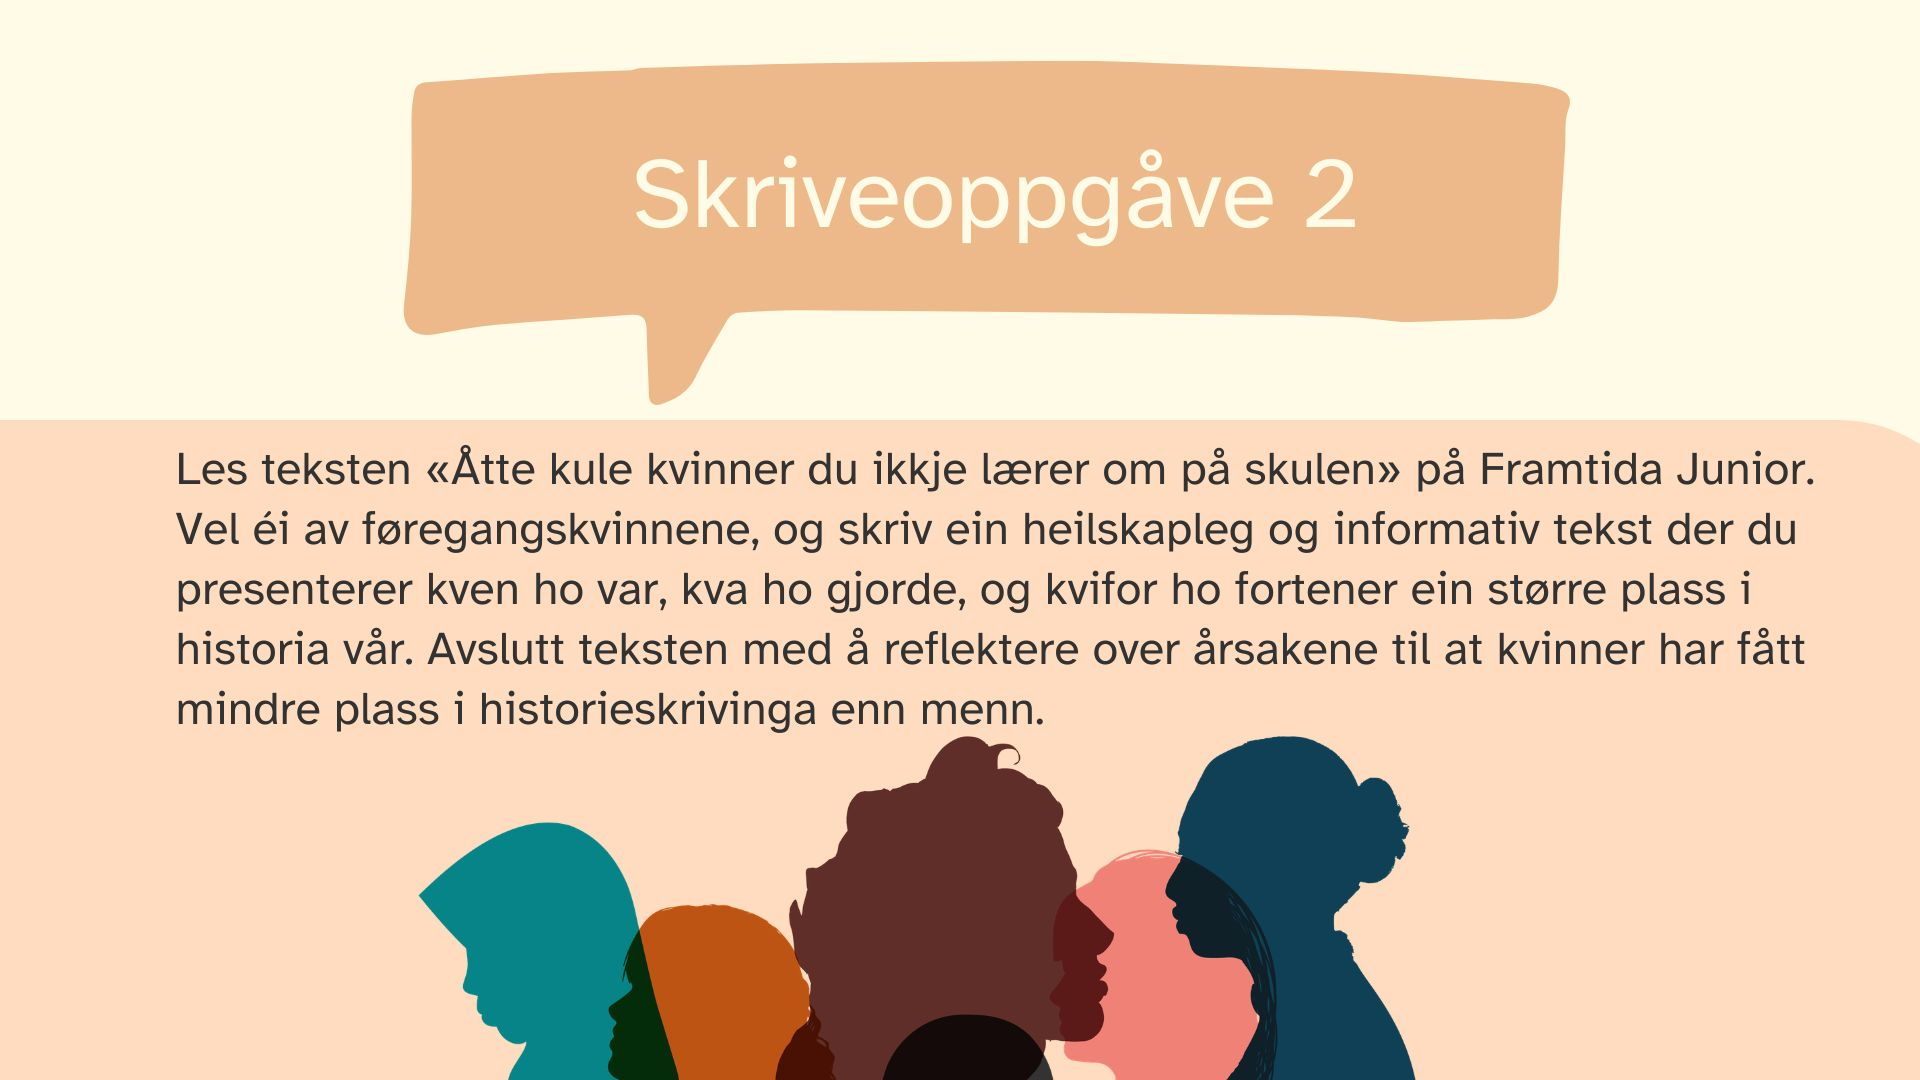 Skriveoppgåve 2
Les teksten «Åtte kule kvinner du ikkje lærer om på skulen» på Framtida Junior.
Vel éi av føregangskvinnene, og skriv ein heilskapleg og informativ tekst der du
presenterer kven ho var, kva ho gjorde, og kvifor ho fortener ein større plass i
historia vår. Avslutt teksten med å reflektere over årsakene til at kvinner har fått
mindre plass i historieskrivinga enn menn.